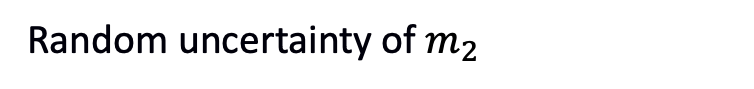 Random uncertainty of 𝑚₂